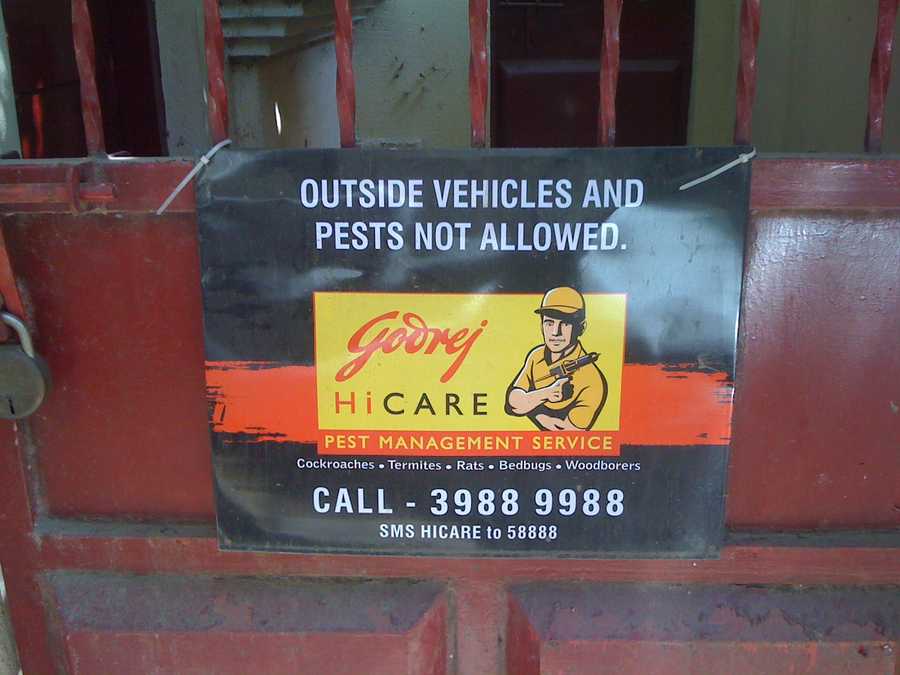 OUTSIDE VEHICLES AND
PESTS NOT ALLOWED.
Godrej
HiCARE
PEST MANAGEMENT SERVICE
Cockroaches • Termites • Rats • Bedbugs • Woodborers
CALL - 3988 9988
SMS HICARE to 58888